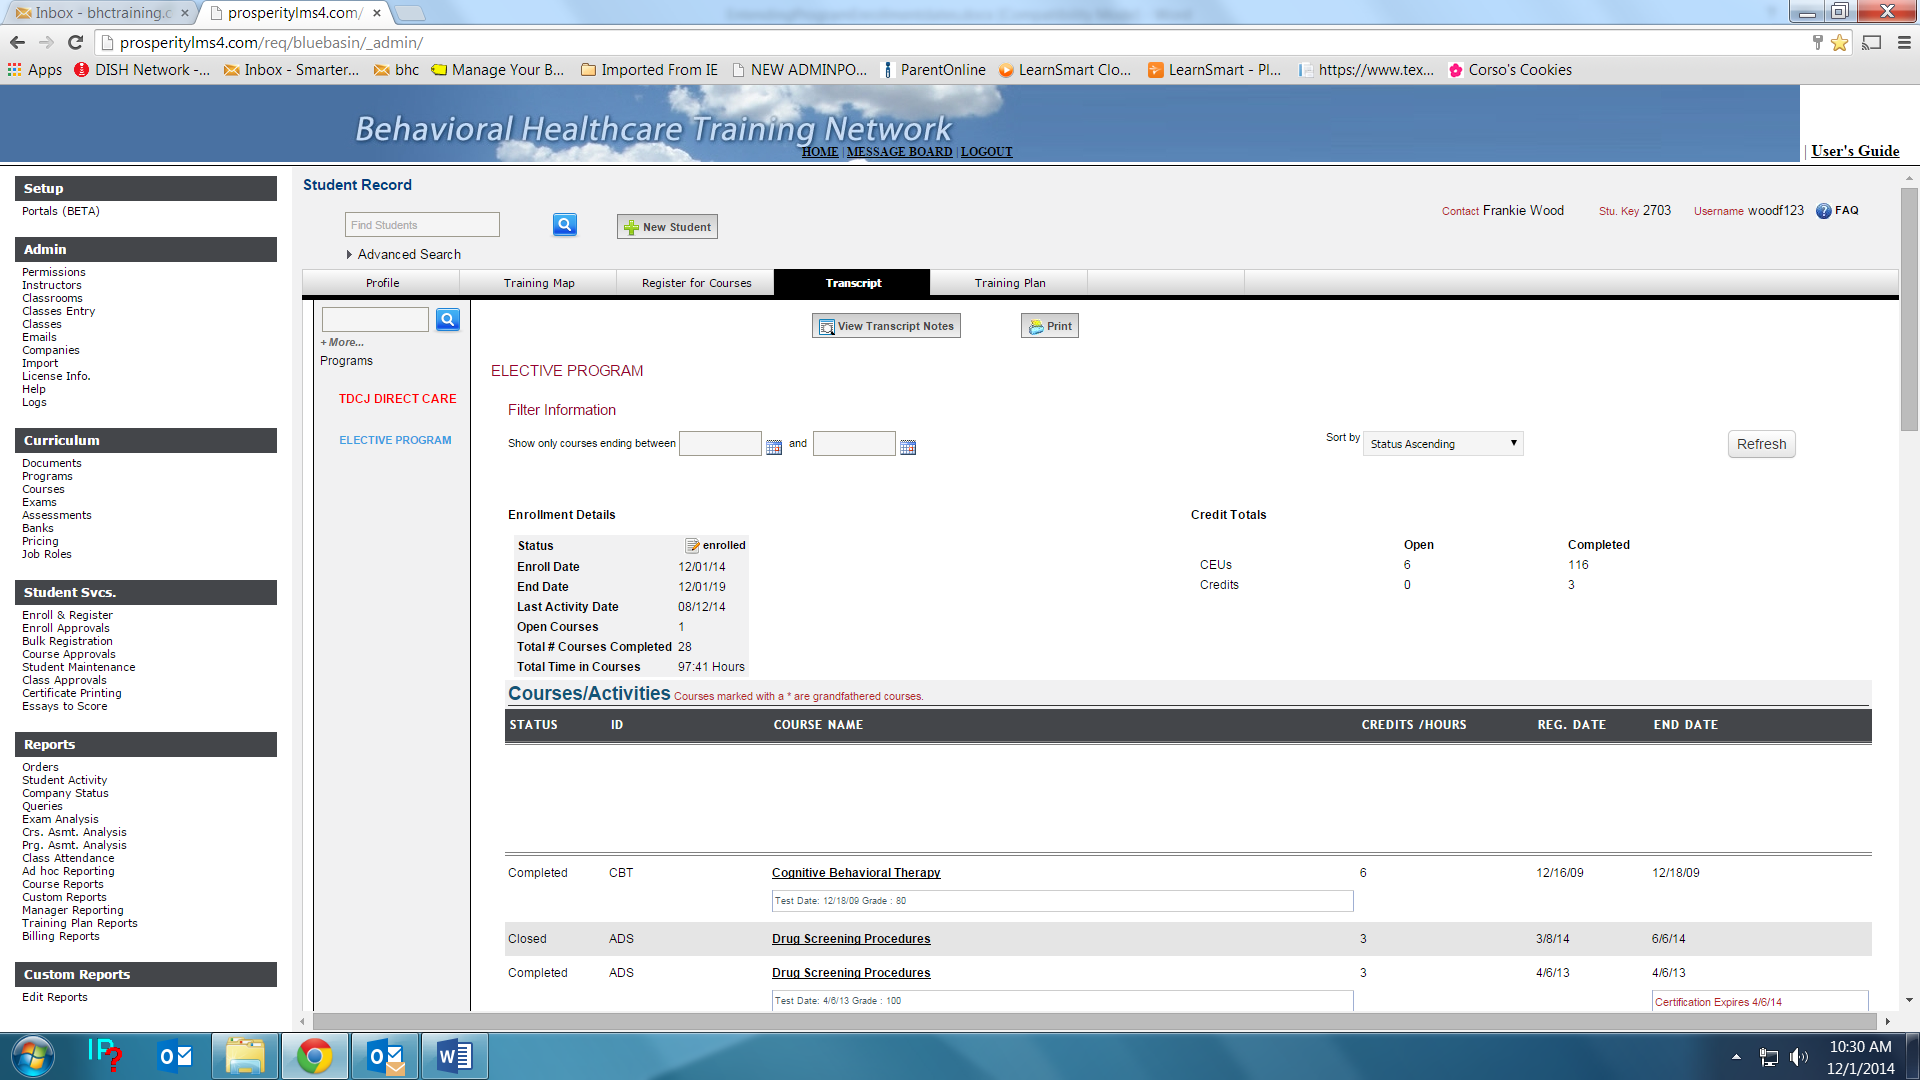 Inbox - bhctraining.c
prosperitylms4.com/
prosperitylms4.com/req/bluebasin/_admin/
Apps DISH Network -... Inbox - Smarter... bhc Manage Your B... Imported From IE NEW ADMINPO... ParentOnline LearnSmart Clo... LearnSmart - Pl... https://www.tex... Corso's Cookies
Behavioral Healthcare Training Network
HOME | MESSAGE BOARD | LOGOUT
| User's Guide
Setup
Portals (BETA)
Admin
Permissions
Instructors
Classrooms
Classes Entry
Classes
Emails
Companies
Import
License Info.
Help
Logs
Curriculum
Documents
Programs
Courses
Exams
Assessments
Banks
Pricing
Job Roles
Student Svcs.
Enroll & Register
Enroll Approvals
Bulk Registration
Course Approvals
Student Maintenance
Class Approvals
Certificate Printing
Essays to Score
Reports
Orders
Student Activity
Company Status
Queries
Exam Analysis
Crs. Asmt. Analysis
Prg. Asmt. Analysis
Class Attendance
Ad hoc Reporting
Course Reports
Custom Reports
Manager Reporting
Training Plan Reports
Billing Reports
Custom Reports
Edit Reports
Student Record
Find Students
New Student
Advanced Search
Contact Frankie Wood Stu. Key 2703 Username woodf123 ? FAQ
Profile Training Map Register for Courses Transcript Training Plan
+ More...
Programs
TDCJ DIRECT CARE
ELECTIVE PROGRAM
View Transcript Notes Print
ELECTIVE PROGRAM
Filter Information
Show only courses ending between and
Sort by Status Ascending Refresh
Enrollment Details
Status enrolled
Enroll Date 12/01/14
End Date 12/01/19
Last Activity Date 08/12/14
Open Courses 1
Total # Courses Completed 28
Total Time in Courses 97:41 Hours
Credit Totals
Open Completed
CEUs 6 116
Credits 0 3
Courses/Activities Courses marked with a * are grandfathered courses.
STATUS ID COURSE NAME CREDITS /HOURS REG. DATE END DATE
Completed CBT Cognitive Behavioral Therapy 6 12/16/09 12/18/09
Test Date: 12/18/09 Grade : 80
Closed ADS Drug Screening Procedures 3 3/8/14 6/6/14
Completed ADS Drug Screening Procedures 3 4/6/13 4/6/13
Test Date: 4/6/13 Grade : 100
Certification Expires 4/6/14
IP?
10:30 AM
12/1/2014